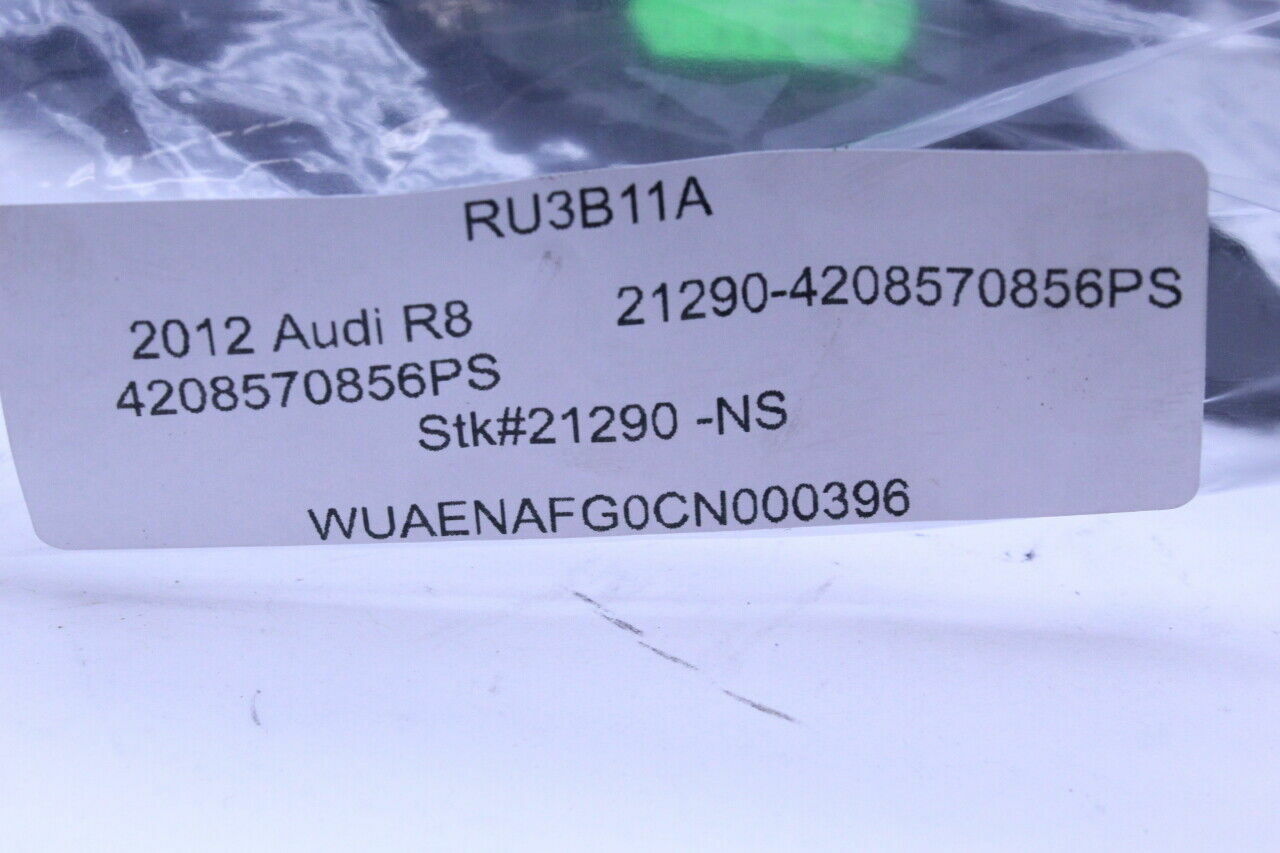 RU3B11A
2012 Audi R8 21290-4208570856PS
4208570856PS
Stk#21290 -NS
WUAENAFG0CN000396